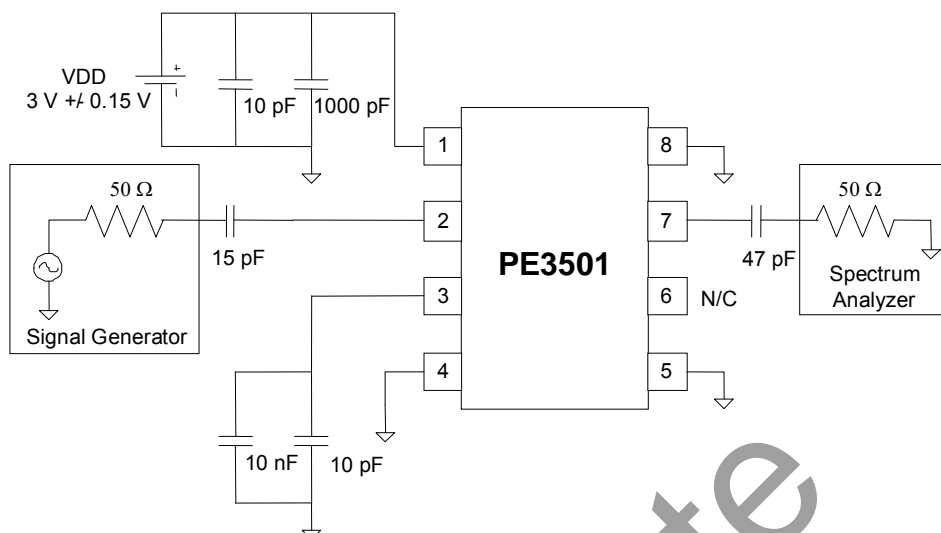 VDD
3 V +/- 0.15 V
+
-
10 pF
1000 pF
50 Ω
15 pF
Signal Generator
10 nF
10 pF
1
2
3
4
PE3501
8
7
6
5
N/C
47 pF
50 Ω
Spectrum
Analyzer
te